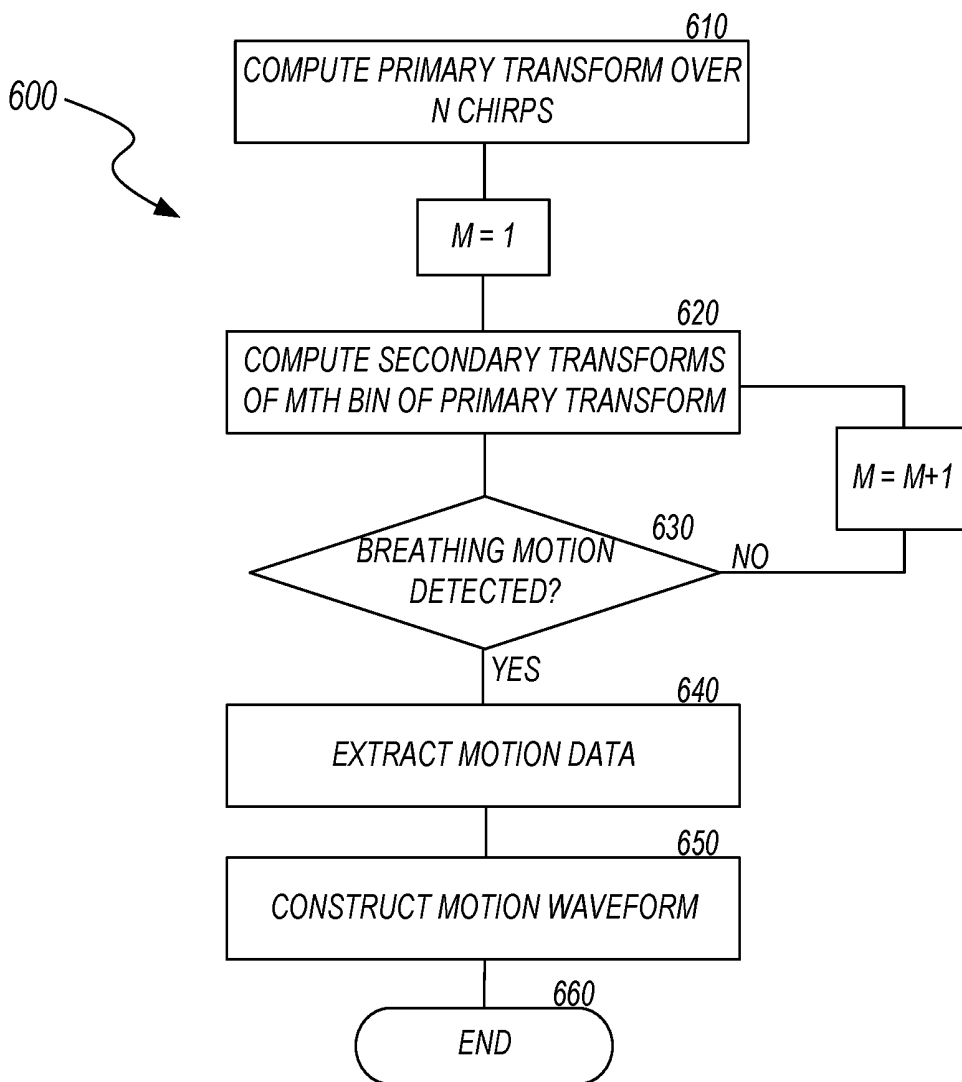 610
COMPUTE PRIMARY TRANSFORM OVER
N CHIRPS
600
M = 1
620
COMPUTE SECONDARY TRANSFORMS
OF MTH BIN OF PRIMARY TRANSFORM
M = M+1
630
BREATHING MOTION
DETECTED?
NO
YES
640
EXTRACT MOTION DATA
650
CONSTRUCT MOTION WAVEFORM
660
END